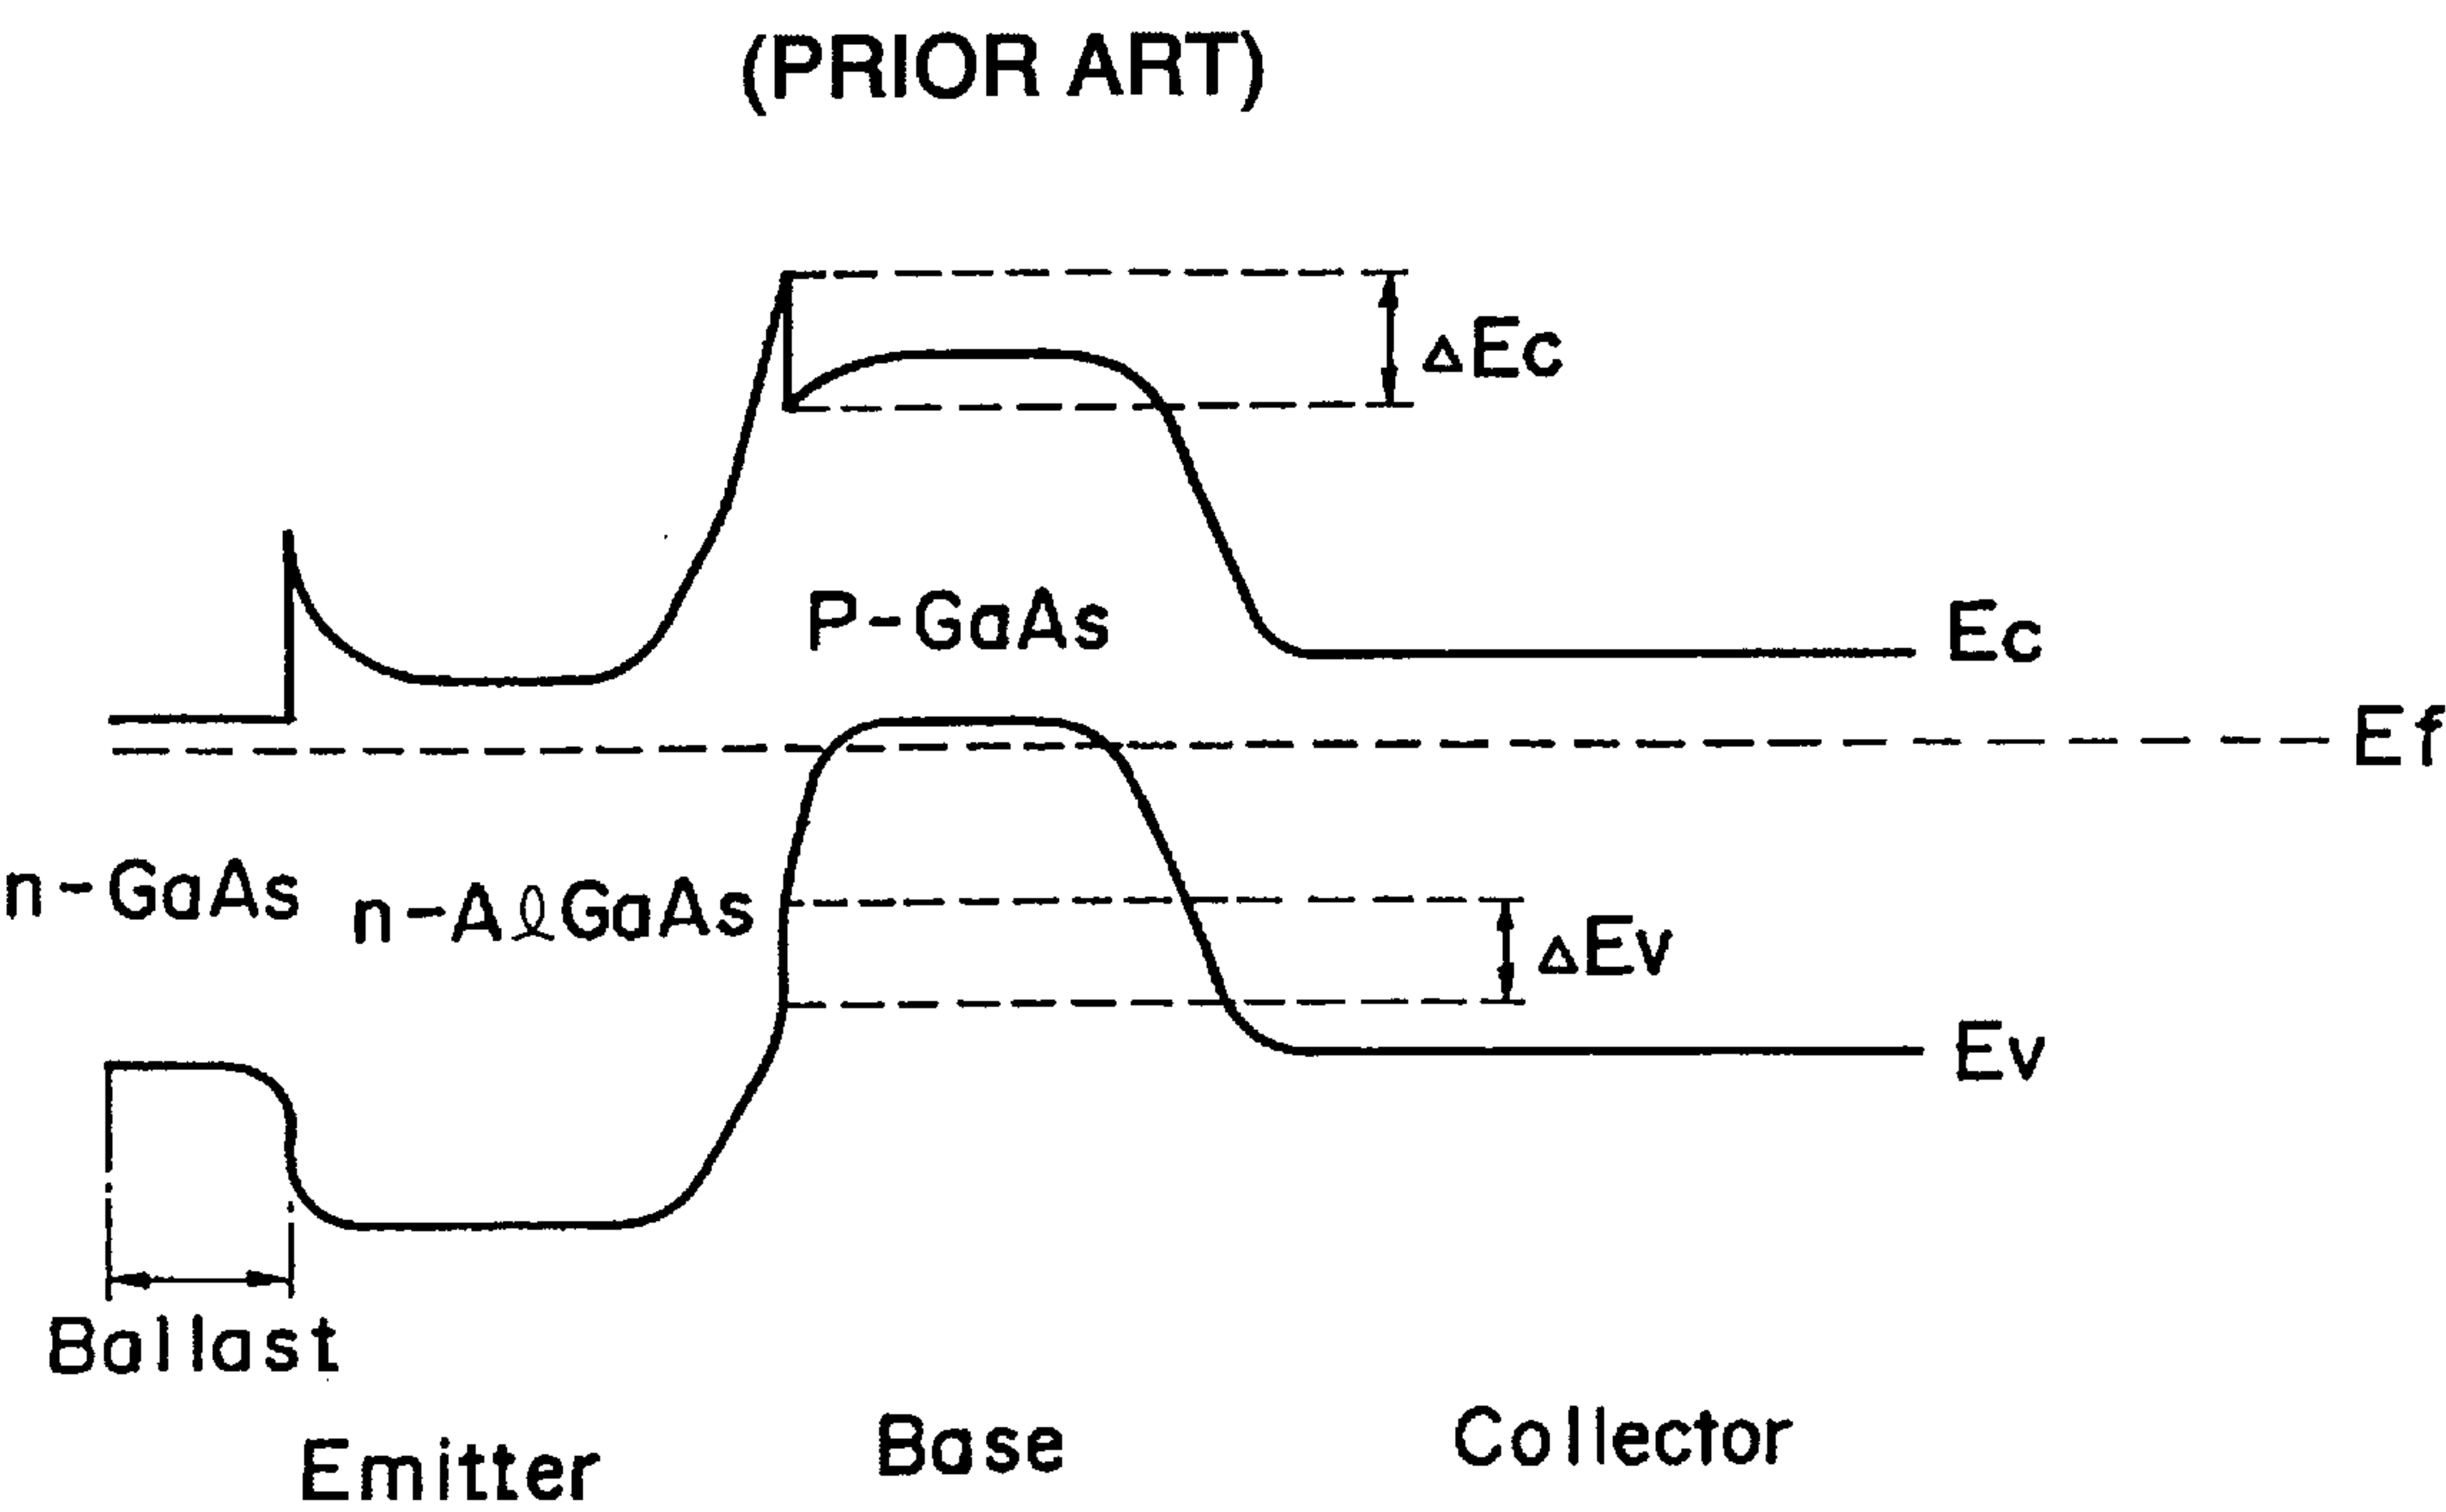 (PRIOR ART)
ΔEc
P-GaAs
Ec
Ef
n-GaAs
n-AℓGaAs
ΔEv
Ev
Ballast
Emitter
Base
Collector